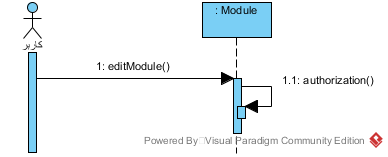 : Module
کاربر
1: editModule()
1.1: authorization()
Powered By Visual Paradigm Community Edition